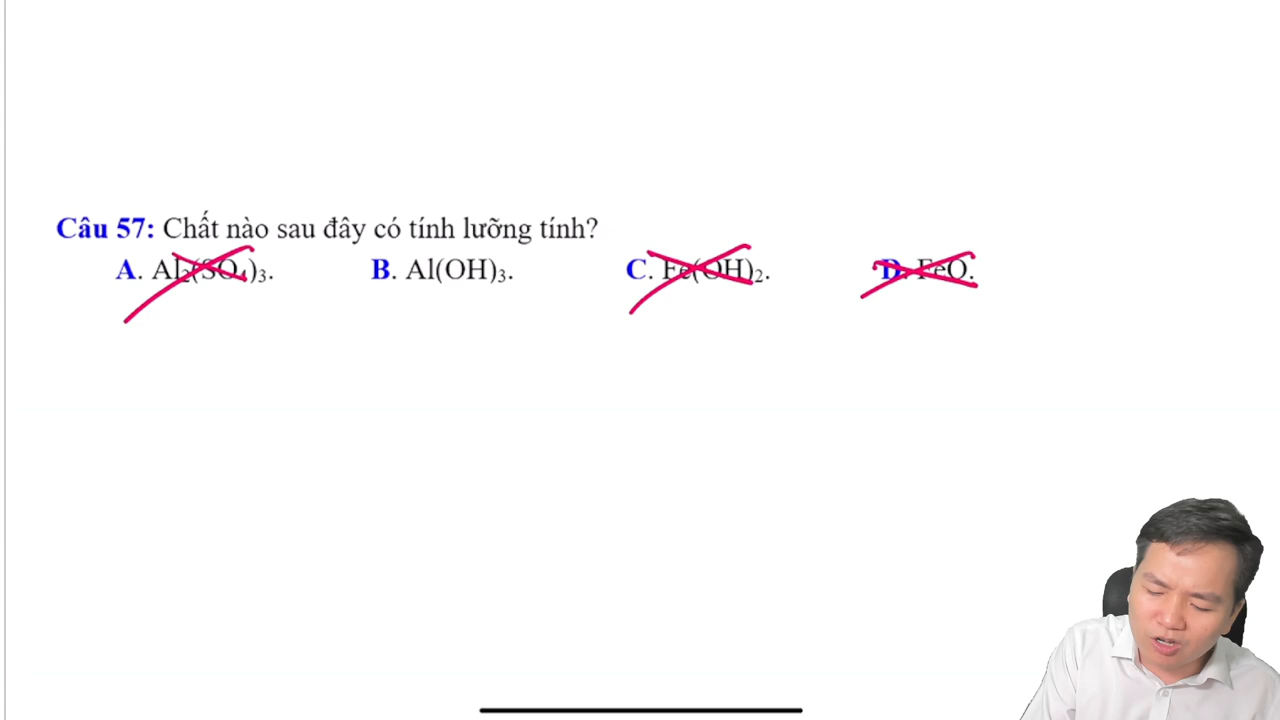 Câu 57: Chất nào sau đây có tính lưỡng tính?
A. Al₂(SO₄)₃. B. Al(OH)₃. C. Fe(OH)₂. D. FeO.